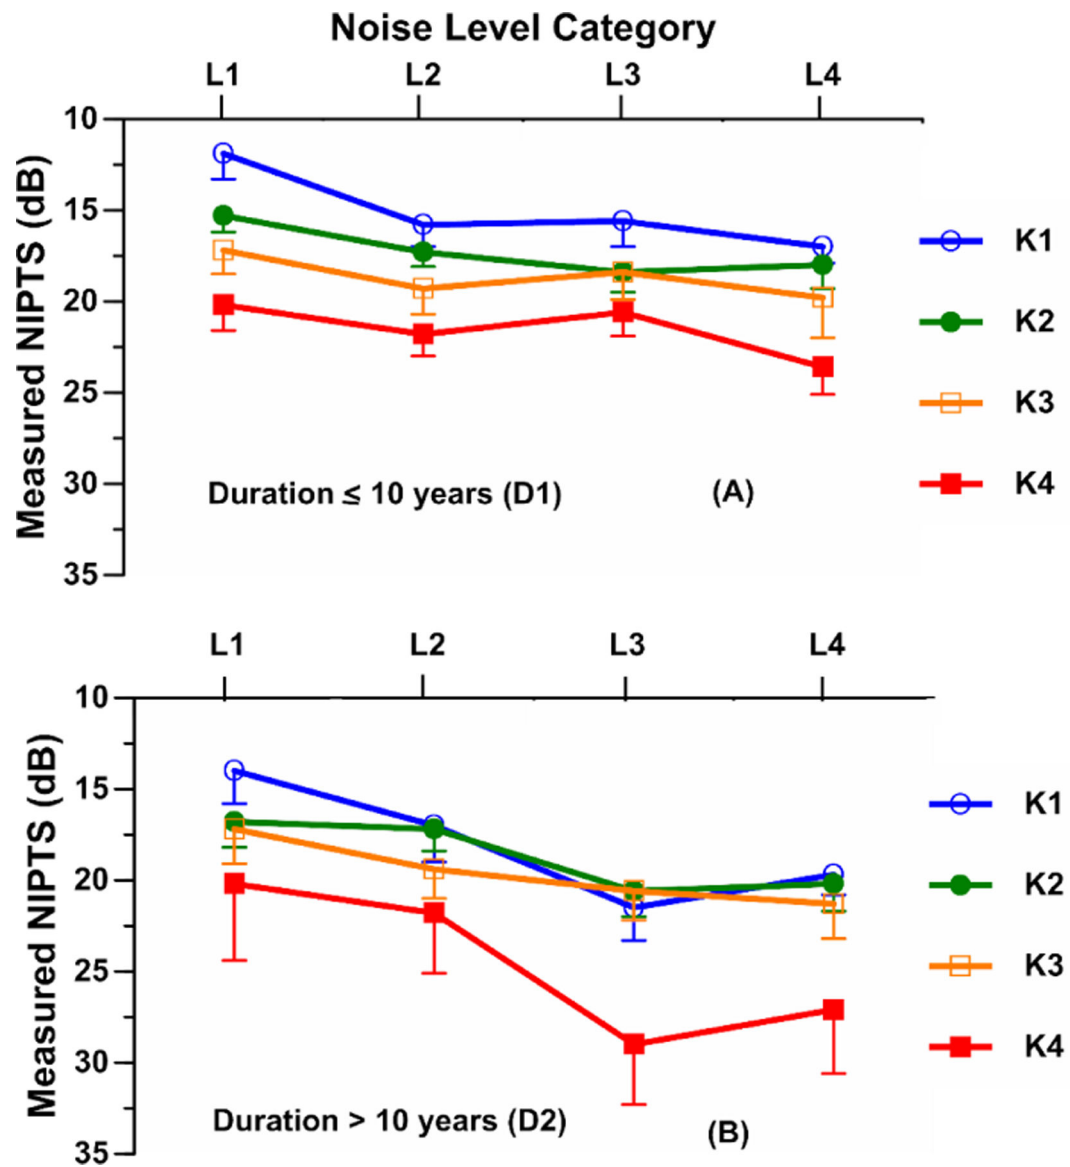 Noise Level Category
L1 L2 L3 L4
10
15
20
25
30
35
Measured NIPTS (dB)
K1
K2
K3
K4
Duration ≤ 10 years (D1) (A)
L1 L2 L3 L4
10
15
20
25
30
35
Measured NIPTS (dB)
K1
K2
K3
K4
Duration > 10 years (D2) (B)